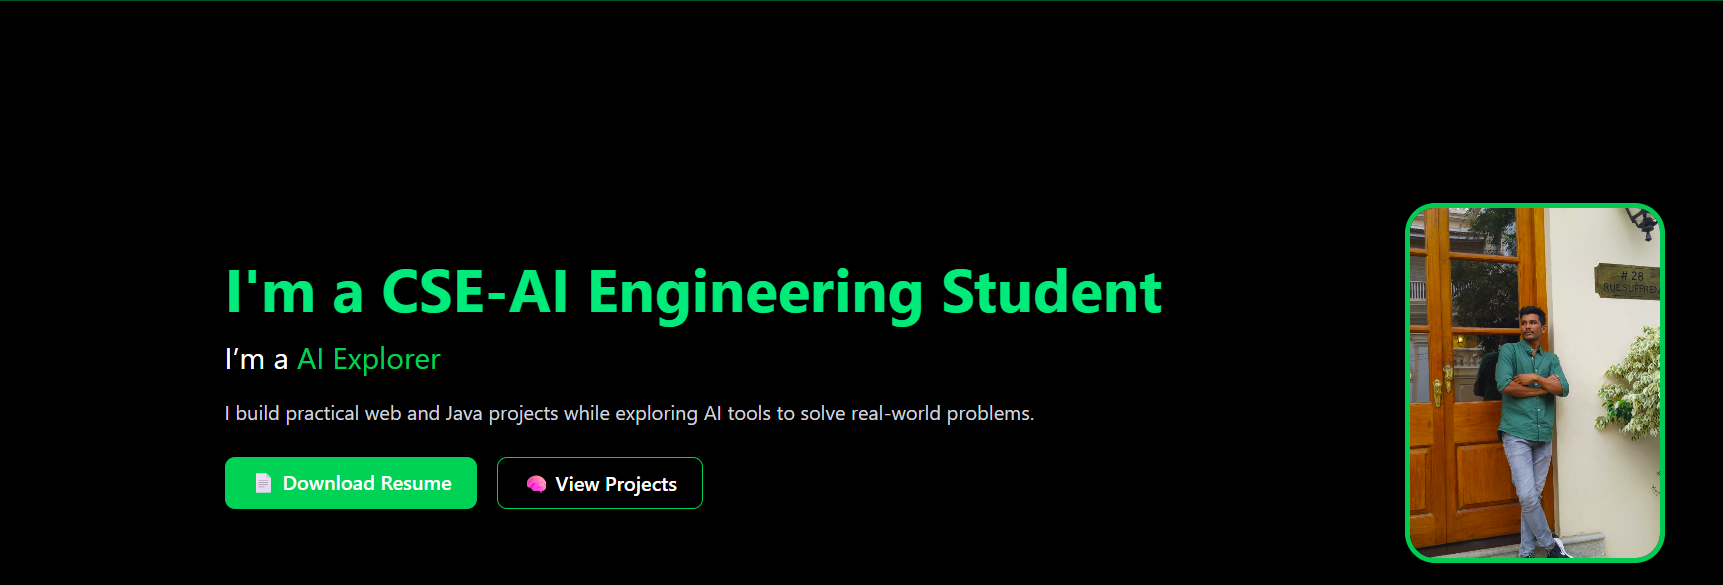 I'm a CSE-AI Engineering Student
I’m a AI Explorer
I build practical web and Java projects while exploring AI tools to solve real-world problems.
Download Resume
View Projects
# 28
RUE SUFFREN